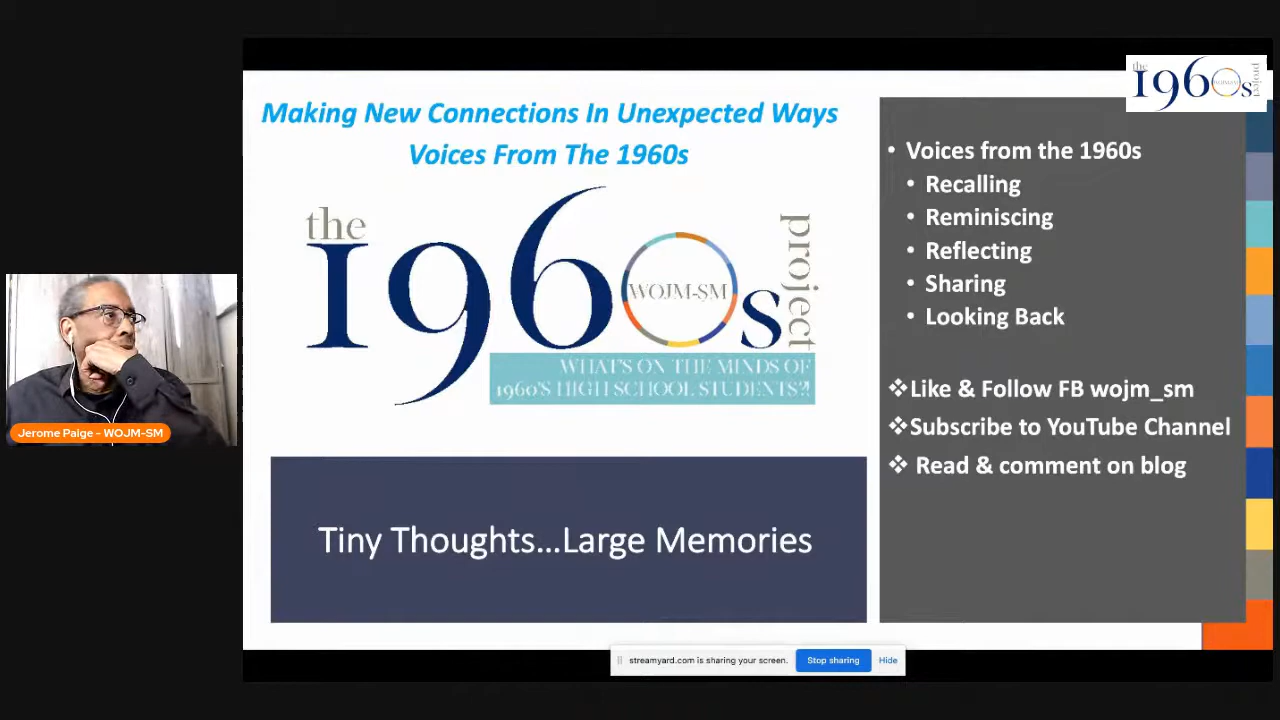 Making New Connections In Unexpected Ways
Voices From The 1960s
the
1960s
project
WOJM-SM
WHAT'S ON THE MINDS OF
1960'S HIGH SCHOOL STUDENTS?!
Tiny Thoughts...Large Memories
the
1960s
project
WOJM-SM
• Voices from the 1960s
• Recalling
• Reminiscing
• Reflecting
• Sharing
• Looking Back
❖Like & Follow FB wojm_sm
❖Subscribe to YouTube Channel
❖ Read & comment on blog
Jerome Paige - WOJM-SM
streamyard.com is sharing your screen.
Stop sharing
Hide